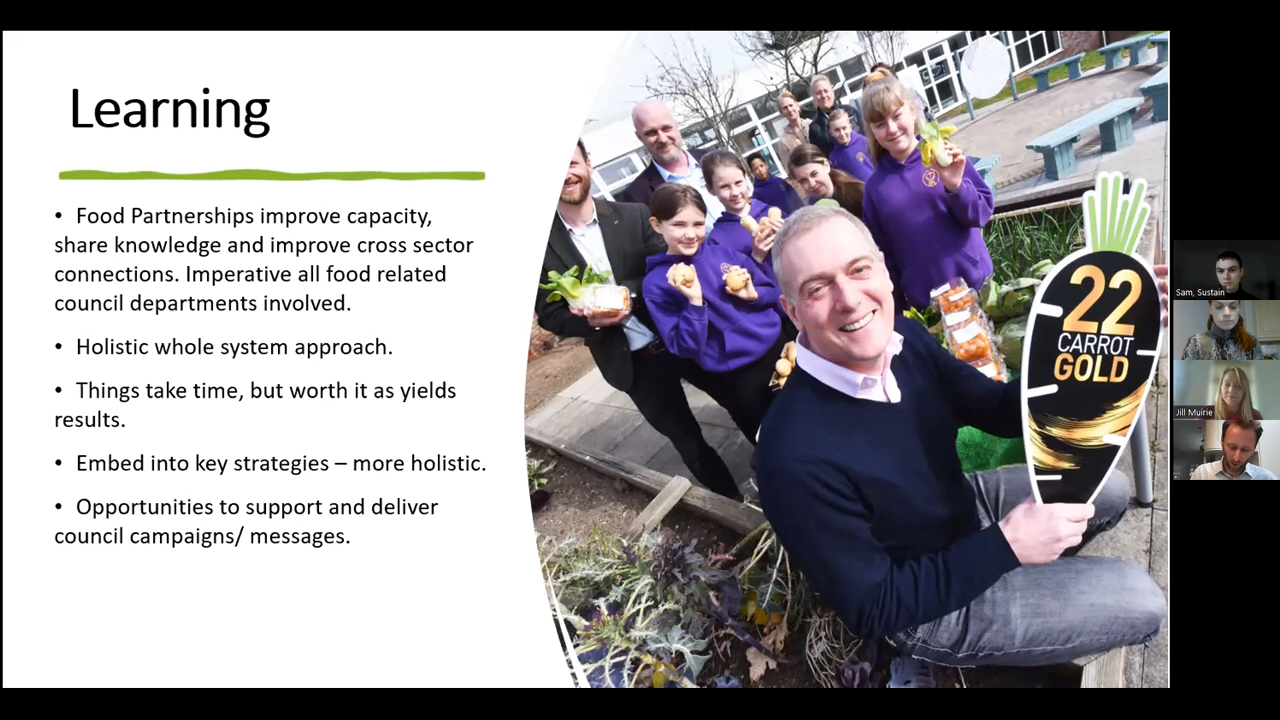 Learning
• Food Partnerships improve capacity,
share knowledge and improve cross sector
connections. Imperative all food related
council departments involved.
• Holistic whole system approach.
• Things take time, but worth it as yields
results.
• Embed into key strategies – more holistic.
• Opportunities to support and deliver
council campaigns/ messages.
22
CARROT
GOLD
Sam, Sustain
Jill Muirie